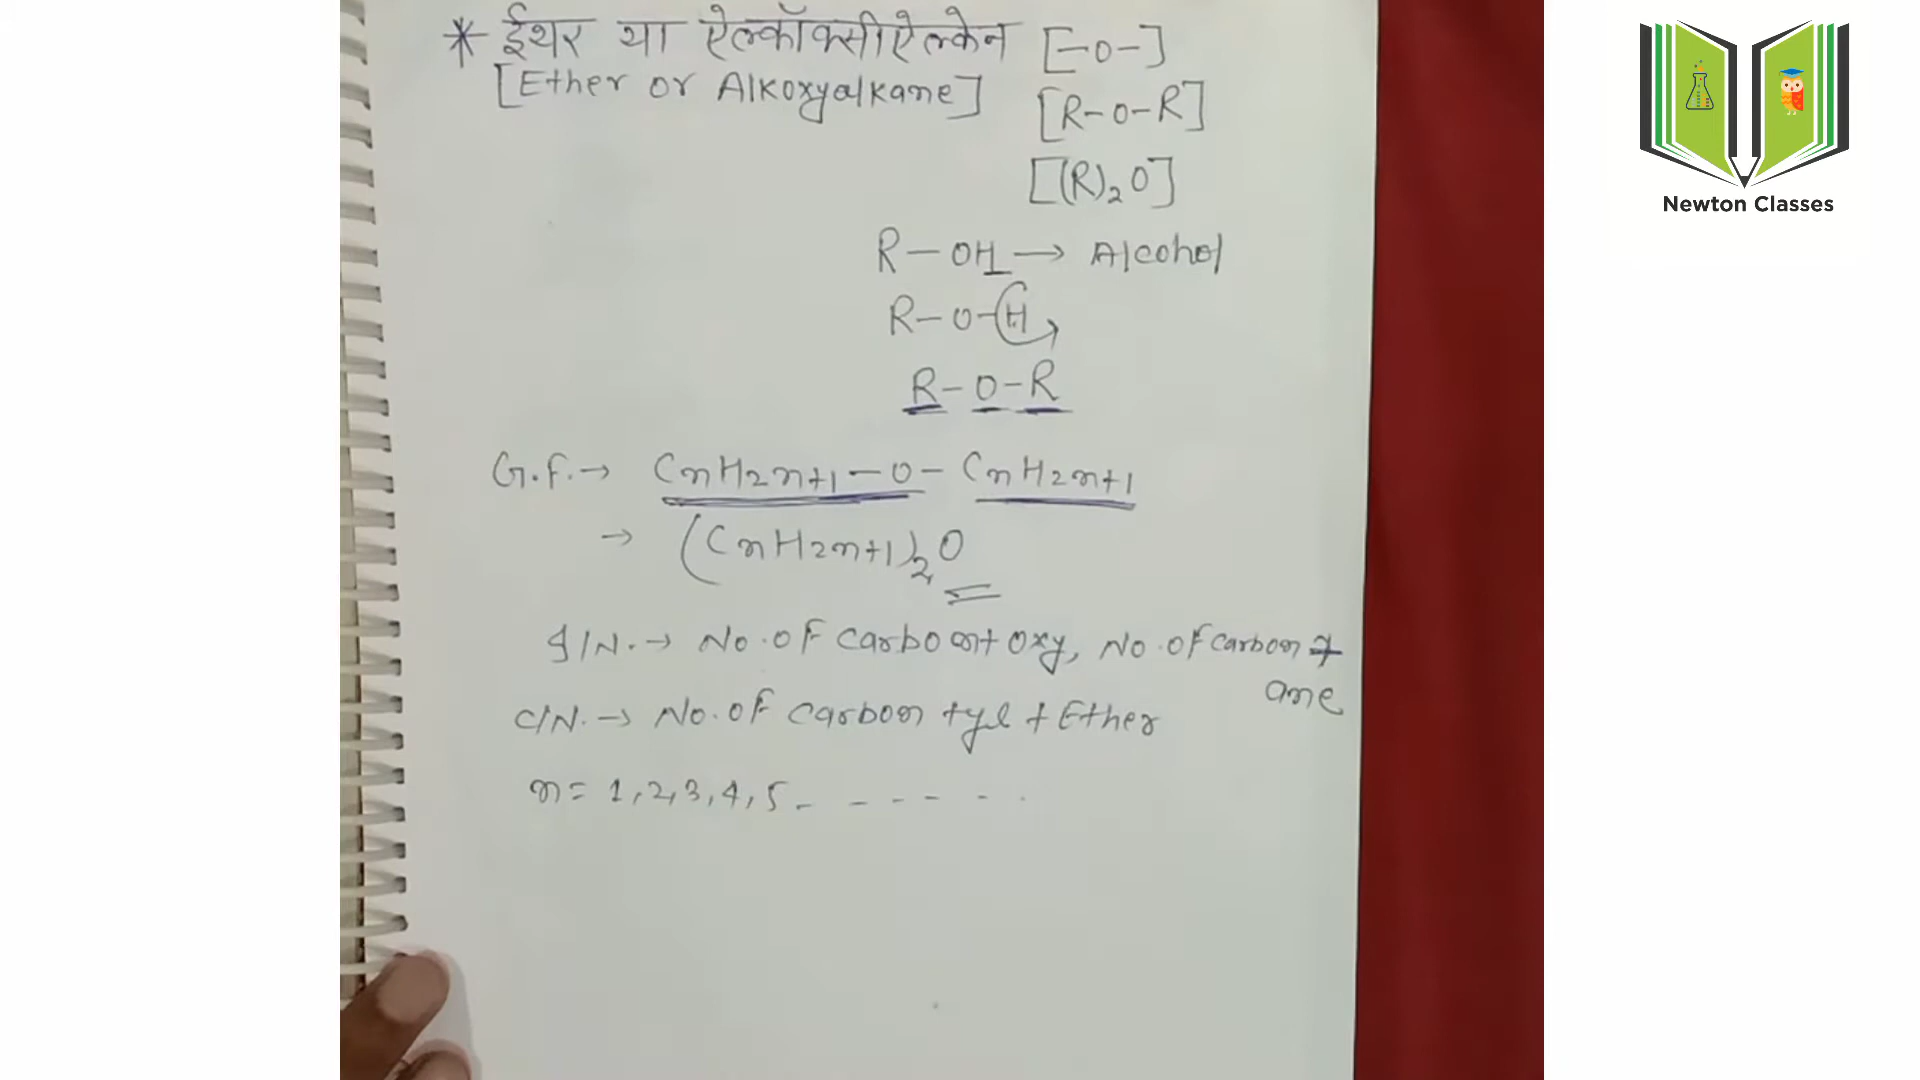 * ईथर या ऐल्कॉक्सीऐल्केन [-O-]
[Ether or Alkoxyalkane]
[R-O-R]
[(R)₂O]
R-OH → Alcohol
R-O-H
R-O-R
G.F. → CnH2n+1-O-CnH2n+1
→ (CnH2n+1)₂O
I/N. → No. of carbon+oxy, No. of carbon+
ane
C/N. → No. of carbon +yl + Ether
n= 1,2,3,4,5- - - - - -
Newton Classes